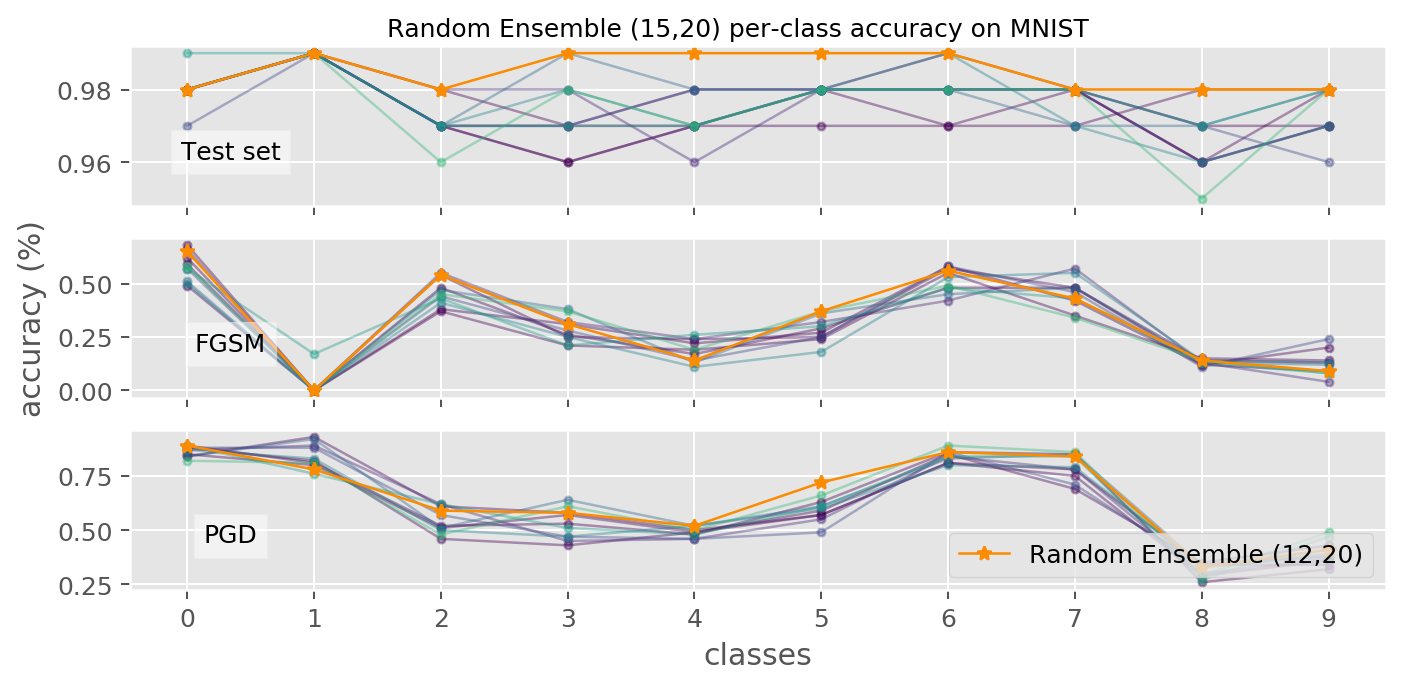 Random Ensemble (15,20) per-class accuracy on MNIST
0.98
0.96
Test set
accuracy (%)
0.50
0.25
0.00
FGSM
0.75
0.50
0.25
PGD
Random Ensemble (12,20)
0 1 2 3 4 5 6 7 8 9
classes